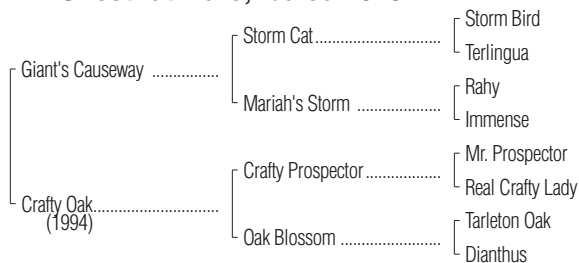 Storm Bird
Storm Cat ....................
Terlingua
Giant's Causeway ................
Rahy
Mariah's Storm ....................
Immense
Mr. Prospector
Crafty Prospector ..................
Real Crafty Lady
Crafty Oak ..............................
(1994)
Tarleton Oak
Oak Blossom ........................
Dianthus